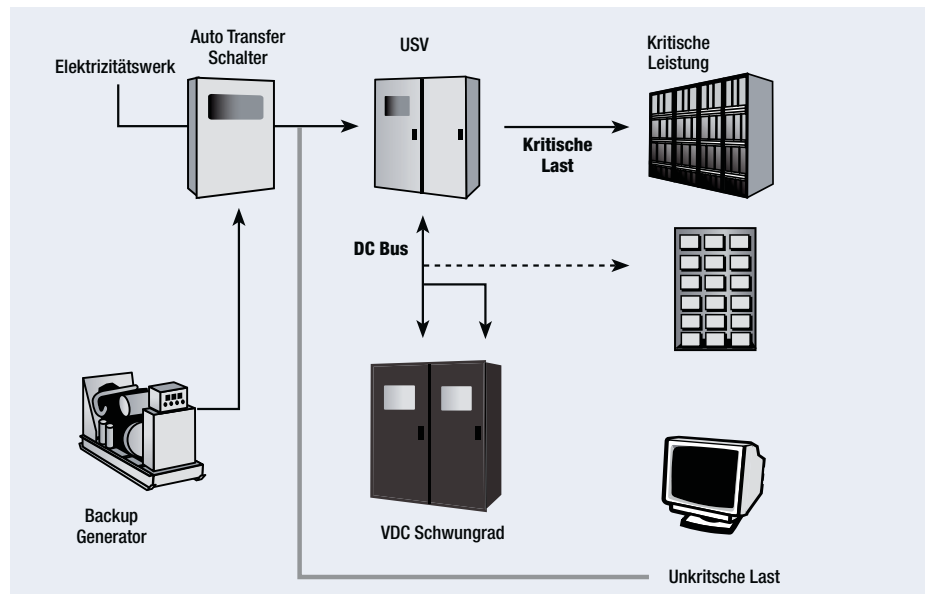 Elektrizitätswerk
Auto Transfer
Schalter
USV
Kritische
Leistung
Kritische
Last
DC Bus
Backup
Generator
VDC Schwungrad
Unkritsche Last